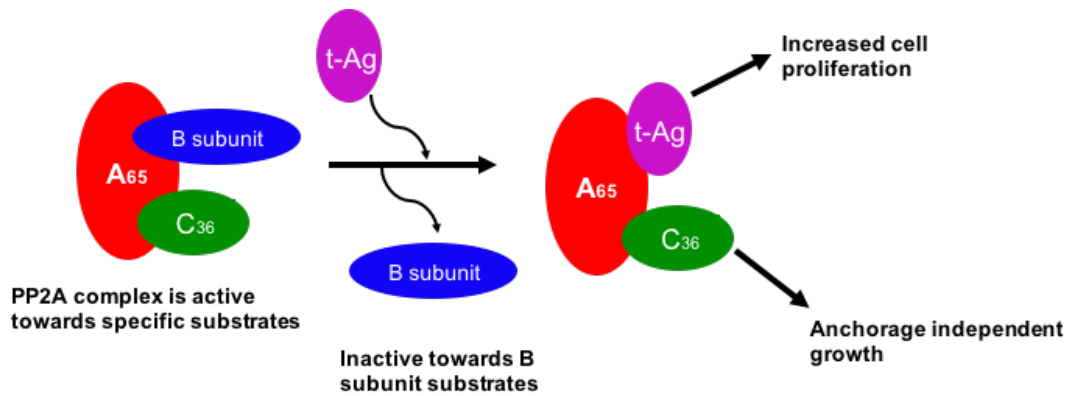 t-Ag
B subunit
A65
C36
PP2A complex is active
towards specific substrates
B subunit
Inactive towards B
subunit substrates
t-Ag
A65
C36
Increased cell
proliferation
Anchorage independent
growth